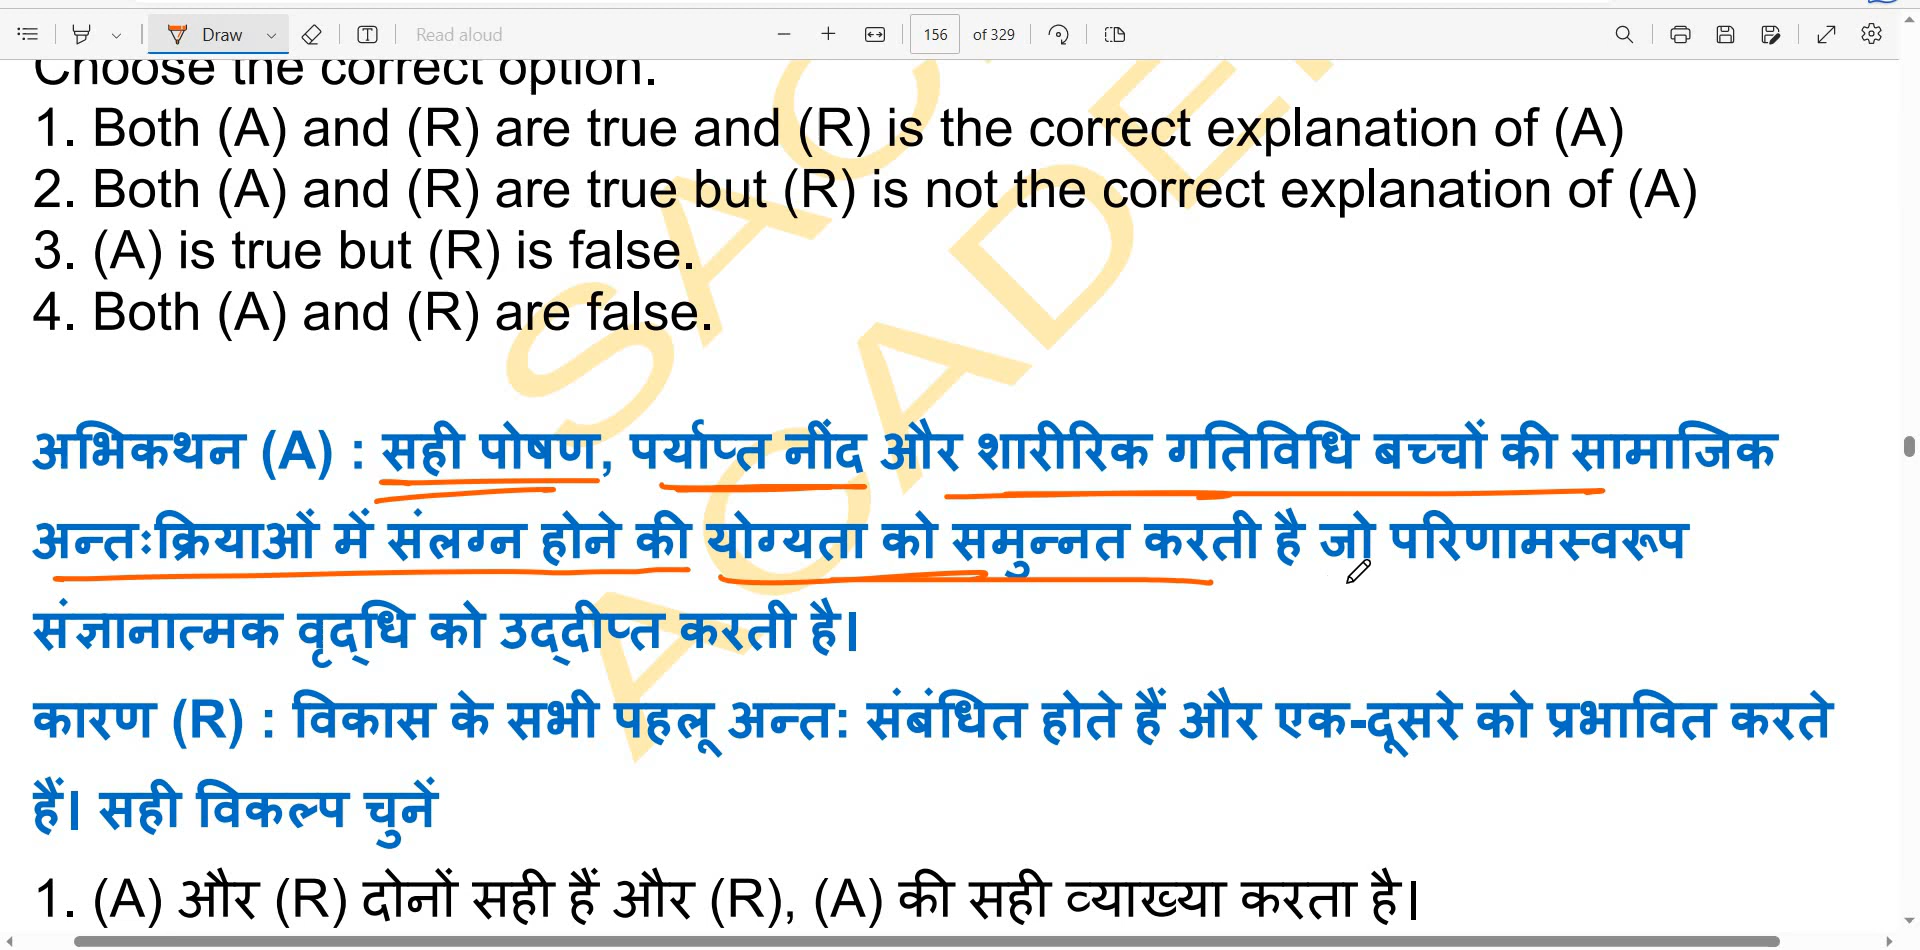 Draw
Read aloud
156 of 329
Choose the correct option.
1. Both (A) and (R) are true and (R) is the correct explanation of (A)
2. Both (A) and (R) are true but (R) is not the correct explanation of (A)
3. (A) is true but (R) is false.
4. Both (A) and (R) are false.
अभिकथन (A) : सही पोषण, पर्याप्त नींद और शारीरिक गतिविधि बच्चों की सामाजिक
अन्तःक्रियाओं में संलग्न होने की योग्यता को समुन्नत करती है जो परिणामस्वरूप
संज्ञानात्मक वृद्धि को उद्दीप्त करती है।
कारण (R) : विकास के सभी पहलू अन्त: संबंधित होते हैं और एक-दूसरे को प्रभावित करते
हैं। सही विकल्प चुनें
1. (A) और (R) दोनों सही हैं और (R), (A) की सही व्याख्या करता है।